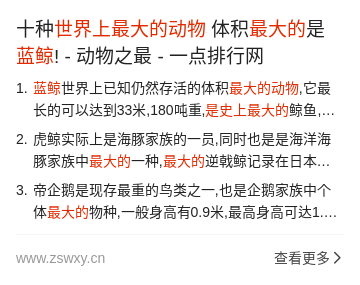 十种世界上最大的动物 体积最大的是
蓝鲸! - 动物之最 - 一点排行网
1. 蓝鲸世界上已知仍然存活的体积最大的动物,它最
长的可以达到33米,180吨重,是史上最大的鲸鱼,...
2. 虎鲸实际上是海豚家族的一员,同时也是是海洋海
豚家族中最大的一种,最大的逆戟鲸记录在日本...
3. 帝企鹅是现存最重的鸟类之一,也是企鹅家族中个
体最大的物种,一般身高有0.9米,最高身高可达1....
www.zswxy.cn 查看更多